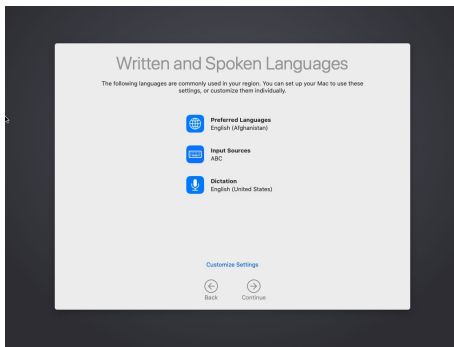 Written and Spoken Languages
The following languages are commonly used in your region. You can set up your Mac to use these
settings, or customize them individually.
Preferred Languages
English (Afghanistan)
Input Sources
ABC
Dictation
English (United States)
Customize Settings
Back
Continue